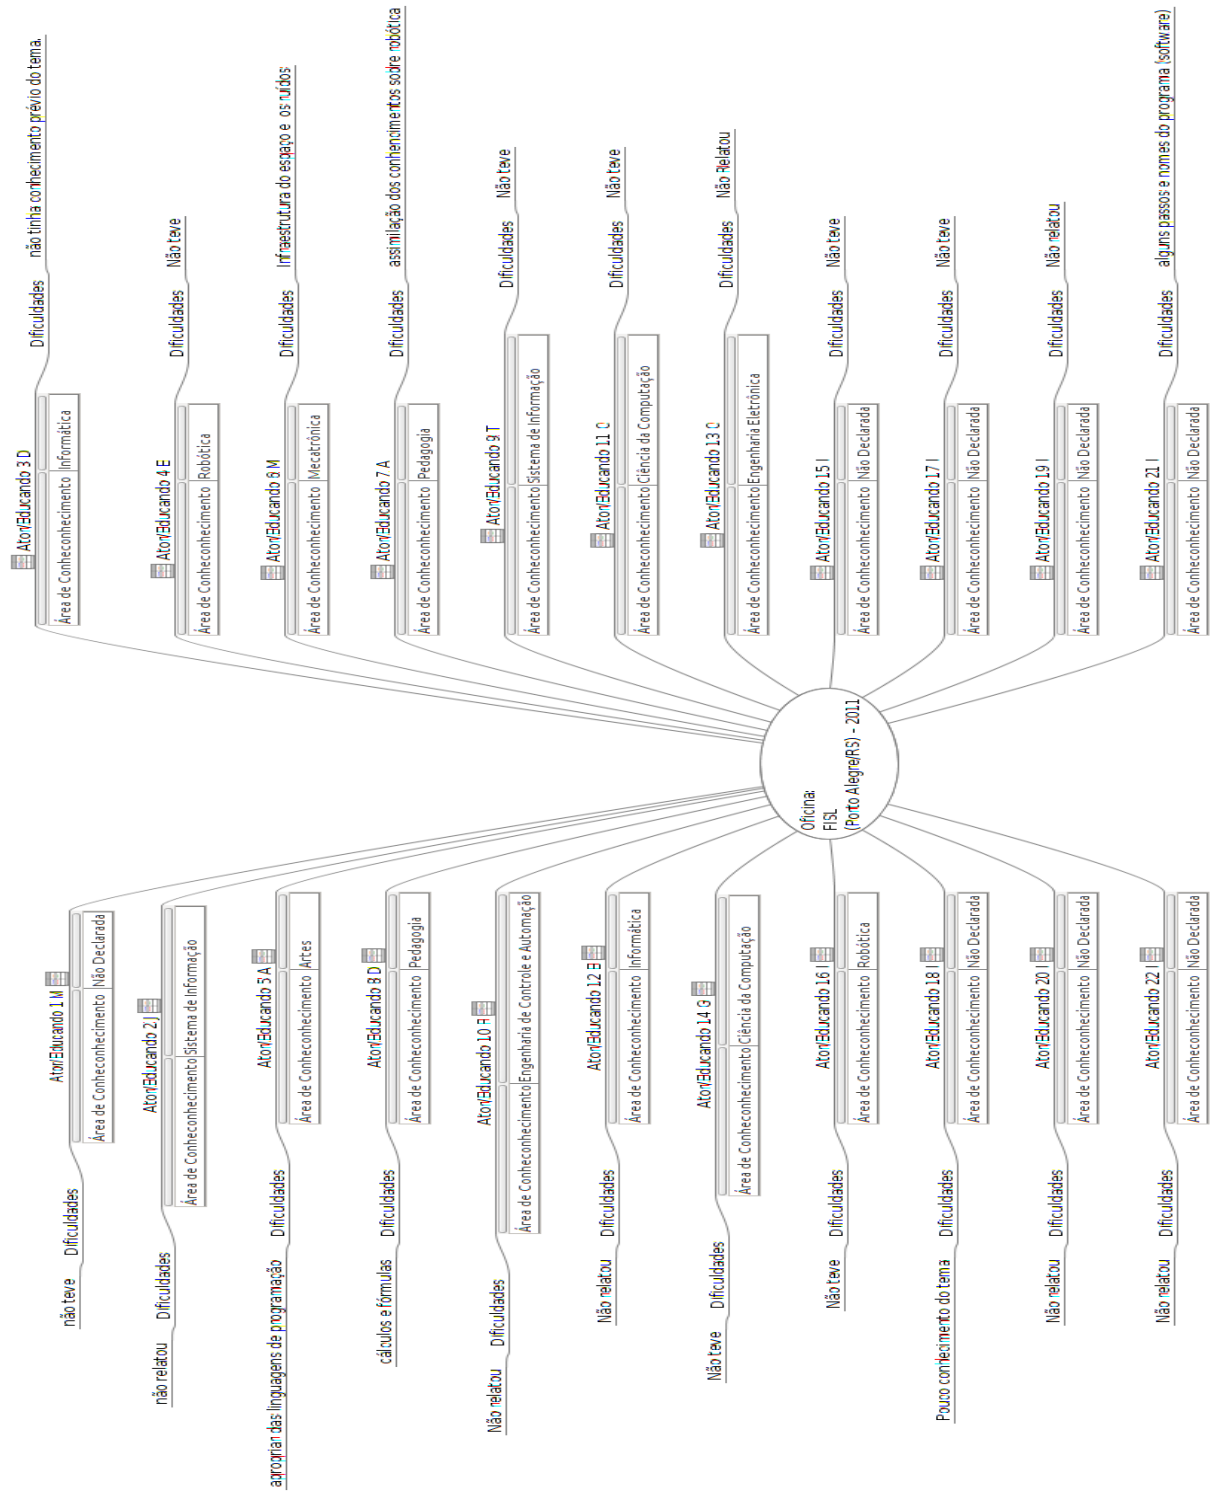 Oficina:
FISL
(Porto Alegre/RS) - 2011
Ator/Educando 1 M
Área de Conheconhecimento Não Declarada
Dificuldades
não teve
Ator/Educando 2 J
Área de Conheconhecimento Sistema de Informação
Dificuldades
não relatou
Ator/Educando 5 A
Área de Conheconhecimento Artes
Dificuldades
apropriar das linguagens de programação
Ator/Educando 8 D
Área de Conheconhecimento Pedagogia
Dificuldades
cálculos e fórmulas
Ator/Educando 10 R
Área de Conheconhecimento Engenharia de Controle e Automação
Dificuldades
Não relatou
Ator/Educando 12 B
Área de Conheconhecimento Informática
Dificuldades
Não relatou
Ator/Educando 14 G
Área de Conheconhecimento Ciência da Computação
Dificuldades
Não teve
Ator/Educando 16 I
Área de Conheconhecimento Robótica
Dificuldades
Não teve
Ator/Educando 18 I
Área de Conheconhecimento Não Declarada
Dificuldades
Pouco conhecimento do tema
Ator/Educando 20 I
Área de Conheconhecimento Não Declarada
Dificuldades
Não relatou
Ator/Educando 22 I
Área de Conheconhecimento Não Declarada
Dificuldades
Não relatou
Ator/Educando 3 D
Área de Conheconhecimento Informática
Dificuldades
não tinha conhecimento prévio do tema.
Ator/Educando 4 E
Área de Conheconhecimento Robótica
Dificuldades
Não teve
Ator/Educando 6 M
Área de Conheconhecimento Mecatrônica
Dificuldades
Infraestrutura do espaço e os ruídos
Ator/Educando 7 A
Área de Conheconhecimento Pedagogia
Dificuldades
assimilação dos conhencimentos sobre robótica
Ator/Educando 9 T
Área de Conheconhecimento Sistema de Informação
Dificuldades
Não teve
Ator/Educando 11 C
Área de Conheconhecimento Ciência da Computação
Dificuldades
Não teve
Ator/Educando 13 C
Área de Conheconhecimento Engenharia Eletrônica
Dificuldades
Não Relatou
Ator/Educando 15 I
Área de Conheconhecimento Não Declarada
Dificuldades
Não teve
Ator/Educando 17 I
Área de Conheconhecimento Não Declarada
Dificuldades
Não teve
Ator/Educando 19 I
Área de Conheconhecimento Não Declarada
Dificuldades
Não relatou
Ator/Educando 21 I
Área de Conheconhecimento Não Declarada
Dificuldades
alguns passos e nomes do programa (software)